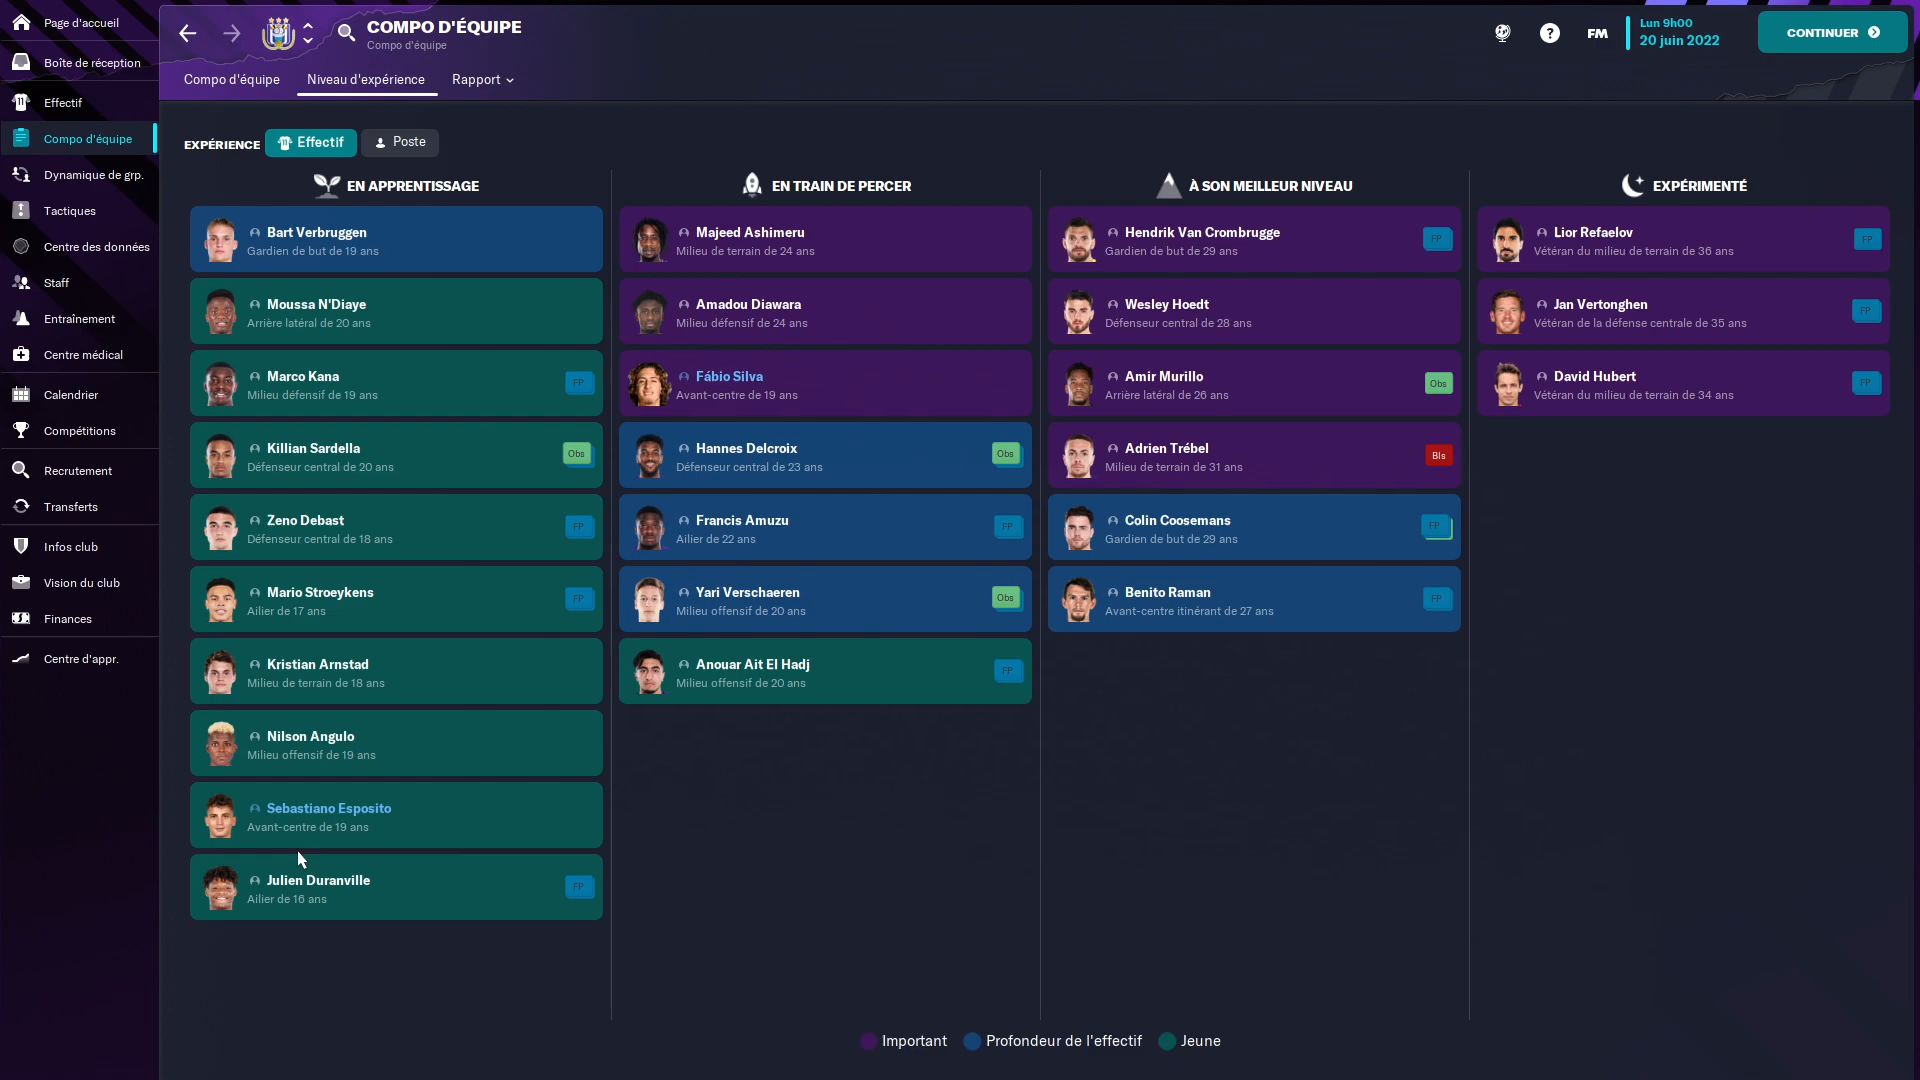 Page d'accueil
Boîte de réception
Effectif
Compo d'équipe
Dynamique de grp.
Tactiques
Centre des données
Staff
Entraînement
Centre médical
Calendrier
Compétitions
Recrutement
Transferts
Infos club
Vision du club
Finances
Centre d'appr.
COMPO D'ÉQUIPE
Compo d'équipe
FM
Lun 9h00
20 juin 2022
CONTINUER
Compo d'équipe Niveau d'expérience Rapport
EXPÉRIENCE Effectif Poste
EN APPRENTISSAGE
Bart Verbruggen
Gardien de but de 19 ans
Moussa N'Diaye
Arrière latéral de 20 ans
Marco Kana FP
Milieu défensif de 19 ans
Killian Sardella Obs
Défenseur central de 20 ans
Zeno Debast FP
Défenseur central de 18 ans
Mario Stroeykens FP
Ailier de 17 ans
Kristian Arnstad
Milieu de terrain de 18 ans
Nilson Angulo
Milieu offensif de 19 ans
Sebastiano Esposito
Avant-centre de 19 ans
Julien Duranville FP
Ailier de 16 ans
EN TRAIN DE PERCER
Majeed Ashimeru
Milieu de terrain de 24 ans
Amadou Diawara
Milieu défensif de 24 ans
Fábio Silva
Avant-centre de 19 ans
Hannes Delcroix Obs
Défenseur central de 23 ans
Francis Amuzu FP
Ailier de 22 ans
Yari Verschaeren Obs
Milieu offensif de 20 ans
Anouar Ait El Hadj FP
Milieu offensif de 20 ans
À SON MEILLEUR NIVEAU
Hendrik Van Crombrugge FP
Gardien de but de 29 ans
Wesley Hoedt
Défenseur central de 28 ans
Amir Murillo Obs
Arrière latéral de 26 ans
Adrien Trébel Bls
Milieu de terrain de 31 ans
Colin Coosemans FP
Gardien de but de 29 ans
Benito Raman FP
Avant-centre itinérant de 27 ans
EXPÉRIMENTÉ
Lior Refaelov FP
Vétéran du milieu de terrain de 36 ans
Jan Vertonghen FP
Vétéran de la défense centrale de 35 ans
David Hubert FP
Vétéran du milieu de terrain de 34 ans
Important Profondeur de l'effectif Jeune